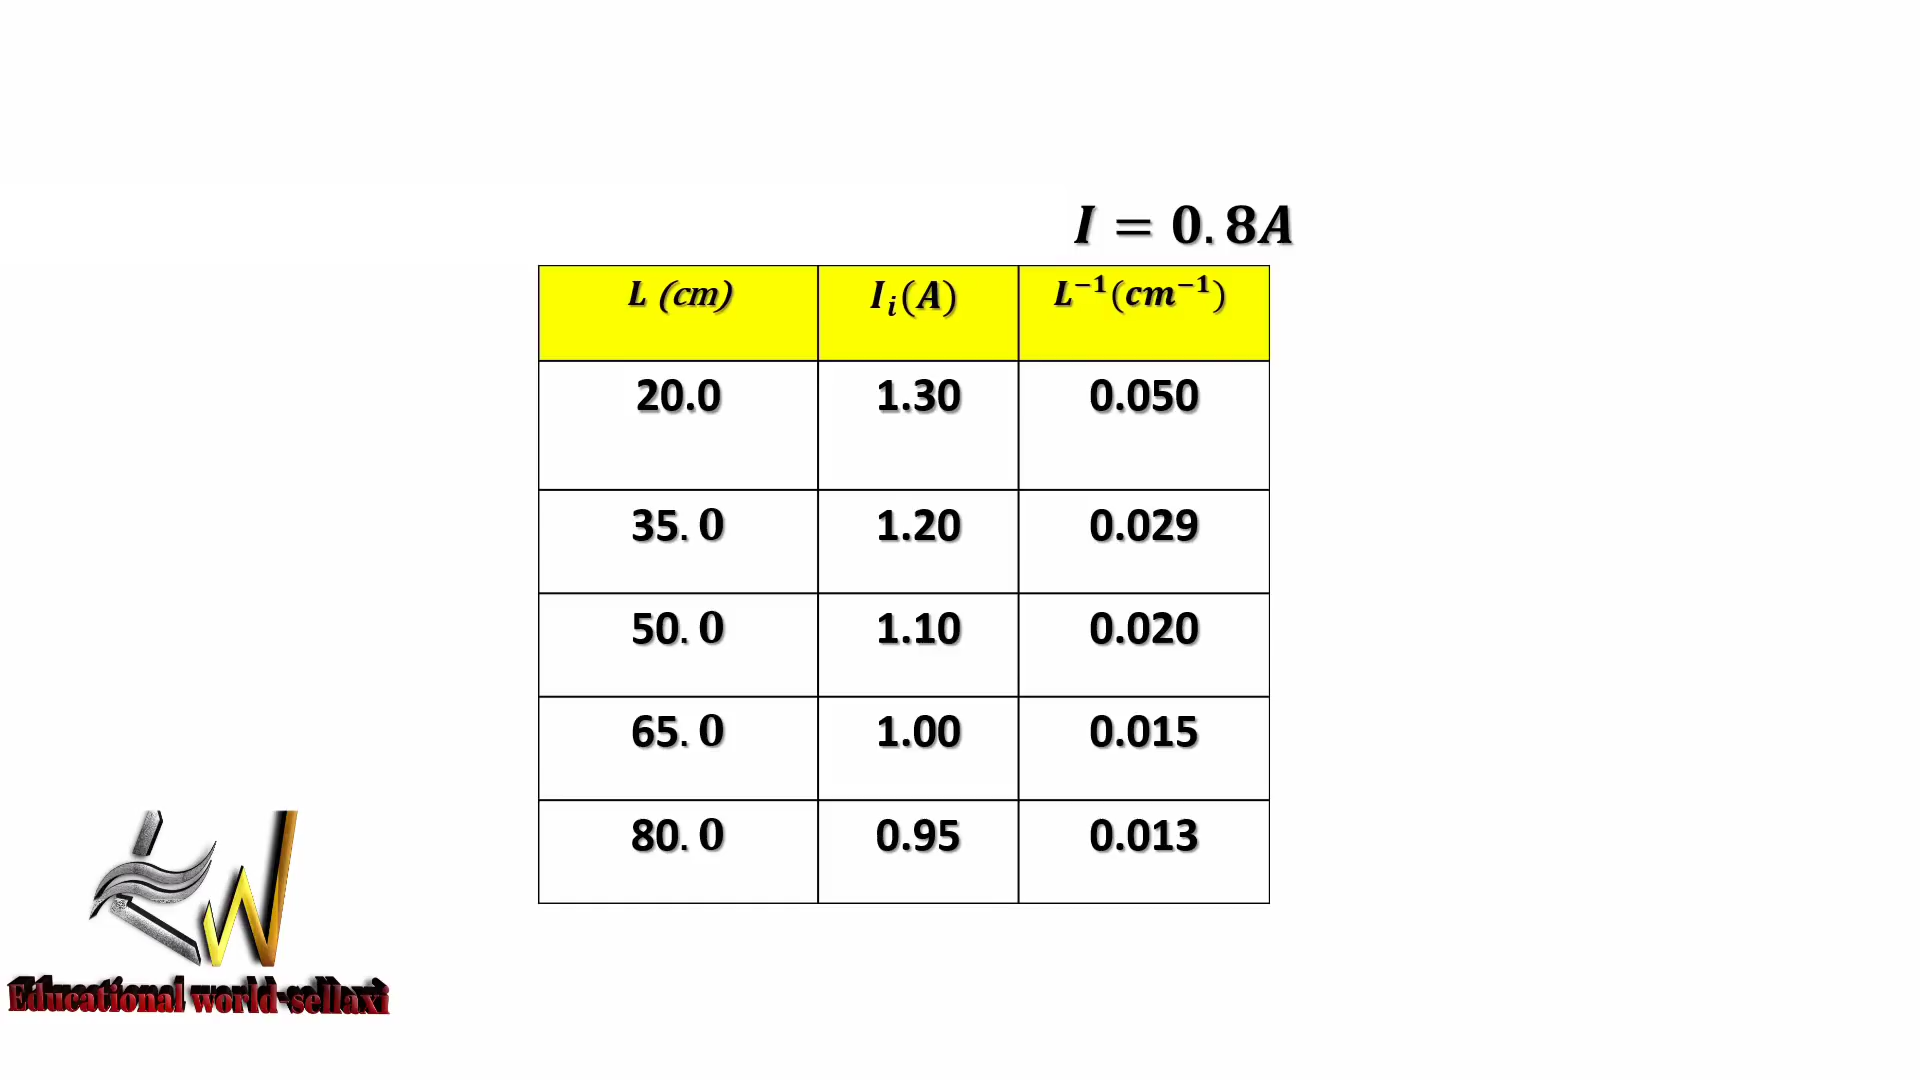 I = 0.8A
L (cm) Iᵢ(A) L⁻¹(cm⁻¹)
20.0 1.30 0.050
35.0 1.20 0.029
50.0 1.10 0.020
65.0 1.00 0.015
80.0 0.95 0.013
Educational world-sellaxi